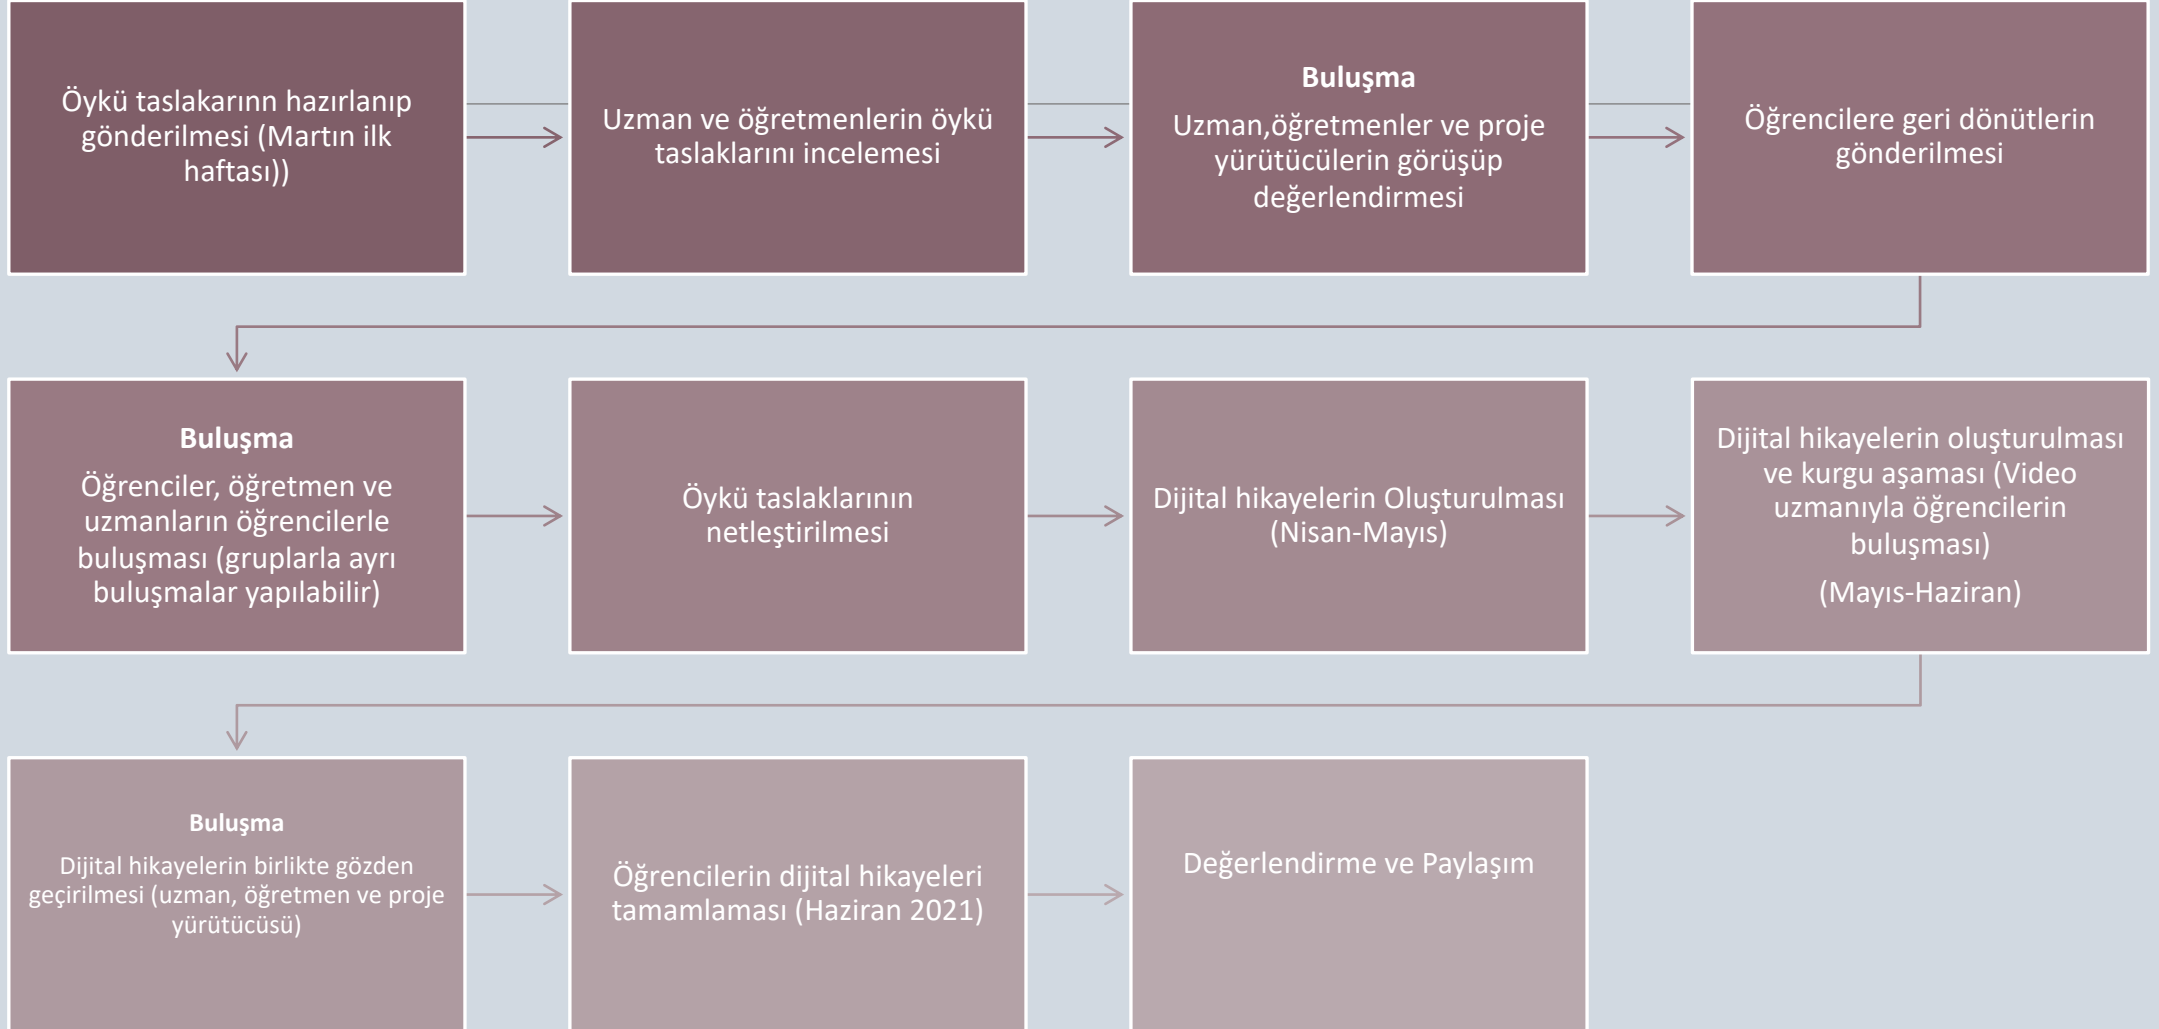 Öykü taslakarınn hazırlanıp
gönderilmesi (Martın ilk
haftası))
Uzman ve öğretmenlerin öykü
taslaklarını incelemesi
Buluşma
Uzman,öğretmenler ve proje
yürütücülerin görüşüp
değerlendirmesi
Öğrencilere geri dönütlerin
gönderilmesi
Buluşma
Öğrenciler, öğretmen ve
uzmanların öğrencilerle
buluşması (gruplarla ayrı
buluşmalar yapılabilir)
Öykü taslaklarının
netleştirilmesi
Dijital hikayelerin Oluşturulması
(Nisan-Mayıs)
Dijital hikayelerin oluşturulması
ve kurgu aşaması (Video
uzmanıyla öğrencilerin
buluşması)
(Mayıs-Haziran)
Buluşma
Dijital hikayelerin birlikte gözden
geçirilmesi (uzman, öğretmen ve proje
yürütücüsü)
Öğrencilerin dijital hikayeleri
tamamlaması (Haziran 2021)
Değerlendirme ve Paylaşım